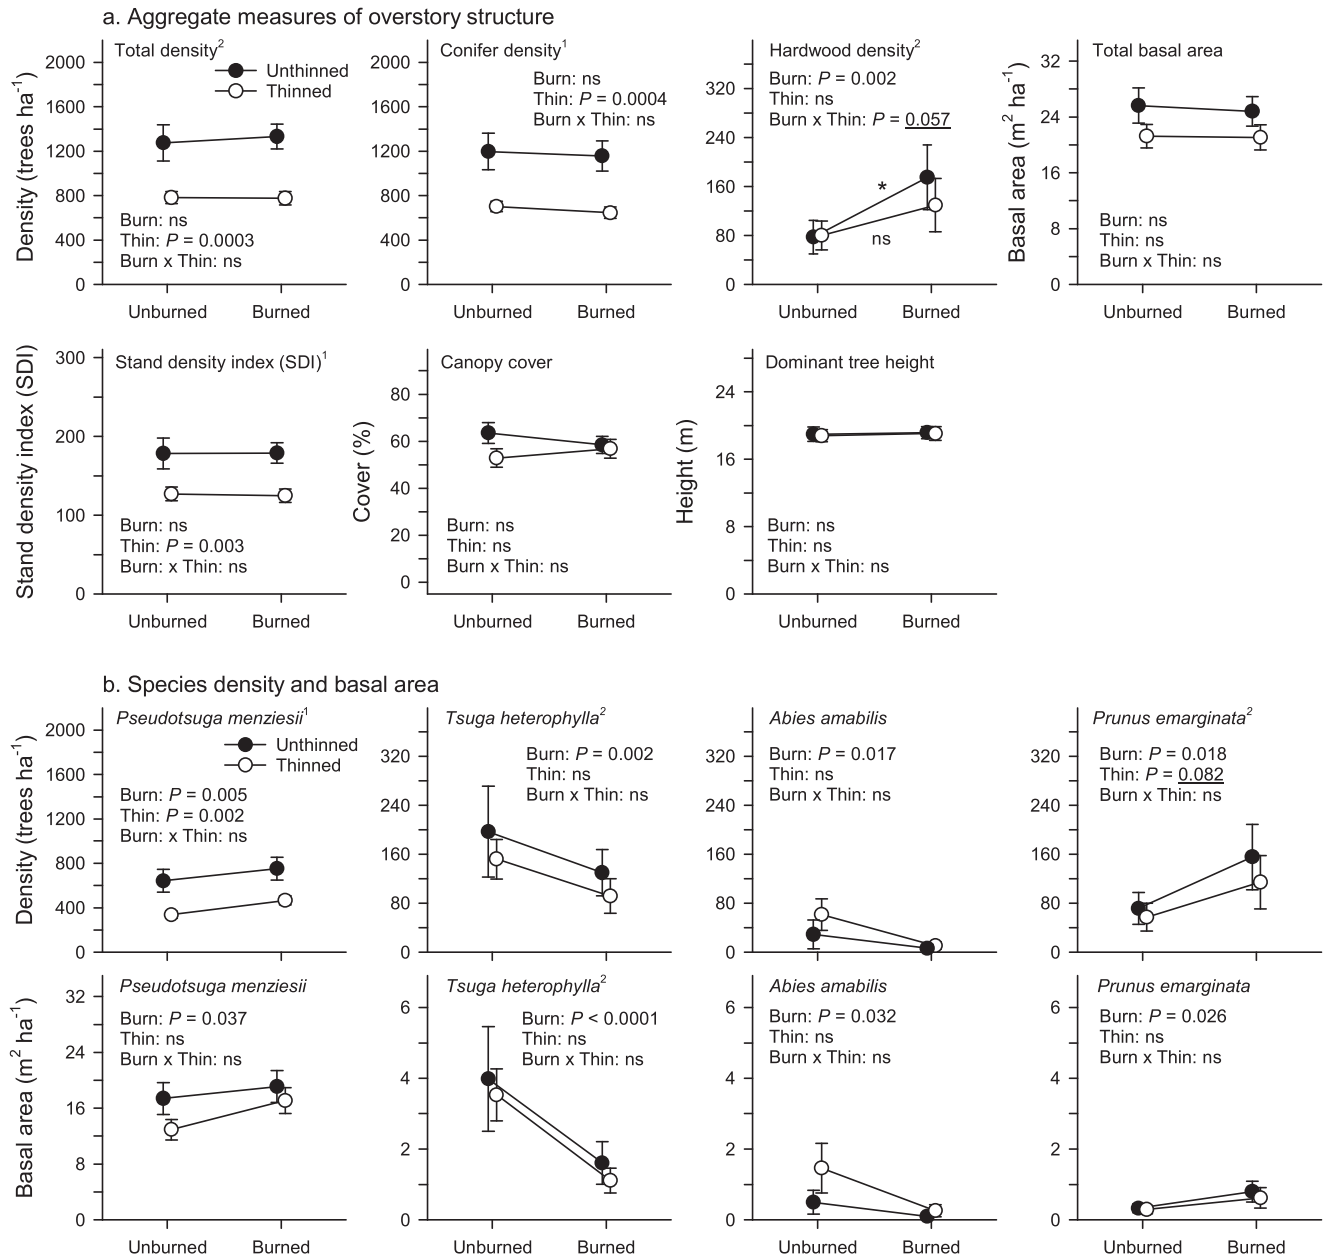 a. Aggregate measures of overstory structure
Density (trees ha-1)
2000
1600
1200
800
400
0
Total density2
Unthinned
Thinned
Burn: ns
Thin: P = 0.0003
Burn x Thin: ns
Unburned Burned
2000
1600
1200
800
400
0
Conifer density1
Burn: ns
Thin: P = 0.0004
Burn x Thin: ns
Unburned Burned
320
240
160
80
0
Hardwood density2
Burn: P = 0.002
Thin: ns
Burn x Thin: P = 0.057
*
ns
Unburned Burned
Basal area (m2 ha-1)
32
24
16
8
0
Total basal area
Burn: ns
Thin: ns
Burn x Thin: ns
Unburned Burned
Stand density index (SDI)
300
200
100
0
Stand density index (SDI)1
Burn: ns
Thin: P = 0.003
Burn: x Thin: ns
Unburned Burned
Cover (%)
80
60
40
20
0
Canopy cover
Burn: ns
Thin: ns
Burn x Thin: ns
Unburned Burned
Height (m)
24
16
8
0
Dominant tree height
Burn: ns
Thin: ns
Burn x Thin: ns
Unburned Burned
b. Species density and basal area
Density (trees ha-1)
2000
1600
1200
800
400
0
Pseudotsuga menziesii1
Unthinned
Thinned
Burn: P = 0.005
Thin: P = 0.002
Burn: x Thin: ns
320
240
160
80
0
Tsuga heterophylla2
Burn: P = 0.002
Thin: ns
Burn x Thin: ns
320
240
160
80
0
Abies amabilis
Burn: P = 0.017
Thin: ns
Burn x Thin: ns
320
240
160
80
0
Prunus emarginata2
Burn: P = 0.018
Thin: P = 0.082
Burn x Thin: ns
Basal area (m2 ha-1)
32
24
16
8
0
Pseudotsuga menziesii
Burn: P = 0.037
Thin: ns
Burn x Thin: ns
Unburned Burned
6
4
2
0
Tsuga heterophylla2
Burn: P < 0.0001
Thin: ns
Burn x Thin: ns
Unburned Burned
6
4
2
0
Abies amabilis
Burn: P = 0.032
Thin: ns
Burn x Thin: ns
Unburned Burned
6
4
2
0
Prunus emarginata
Burn: P = 0.026
Thin: ns
Burn x Thin: ns
Unburned Burned